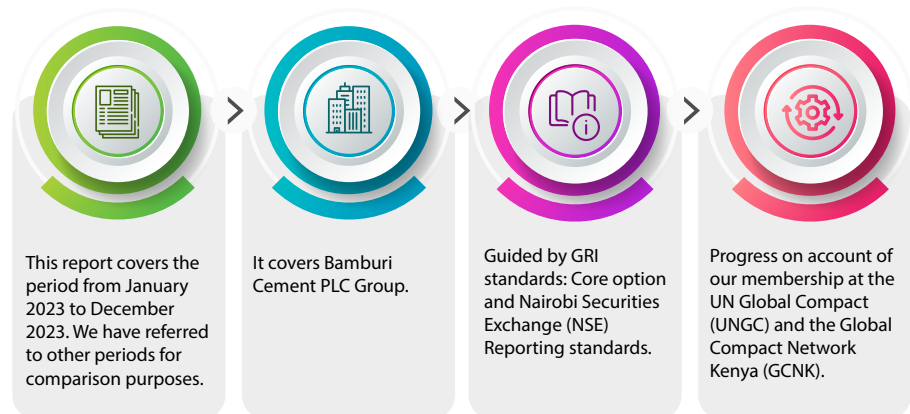 This report covers the
period from January
2023 to December
2023. We have referred
to other periods for
comparison purposes.
It covers Bamburi
Cement PLC Group.
Guided by GRI
standards: Core option
and Nairobi Securities
Exchange (NSE)
Reporting standards.
Progress on account of
our membership at the
UN Global Compact
(UNGC) and the Global
Compact Network
Kenya (GCNK).